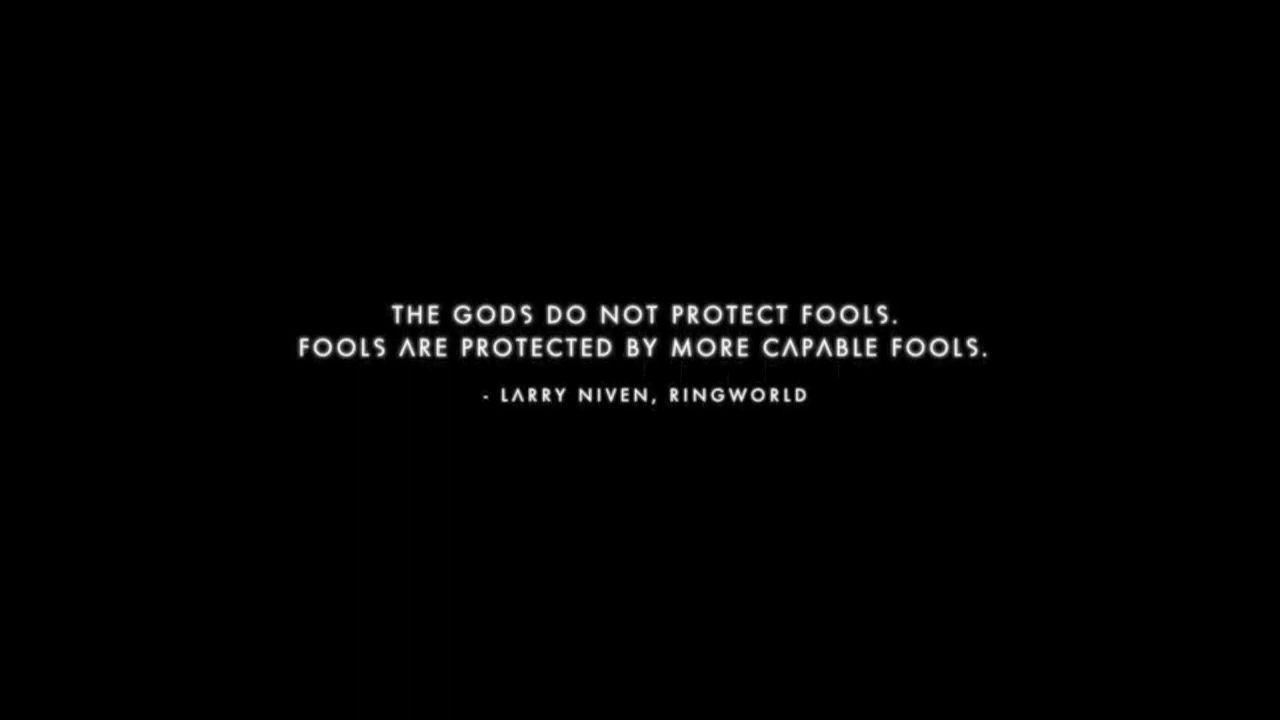 THE GODS DO NOT PROTECT FOOLS.
FOOLS ARE PROTECTED BY MORE CAPABLE FOOLS.
- LARRY NIVEN, RINGWORLD